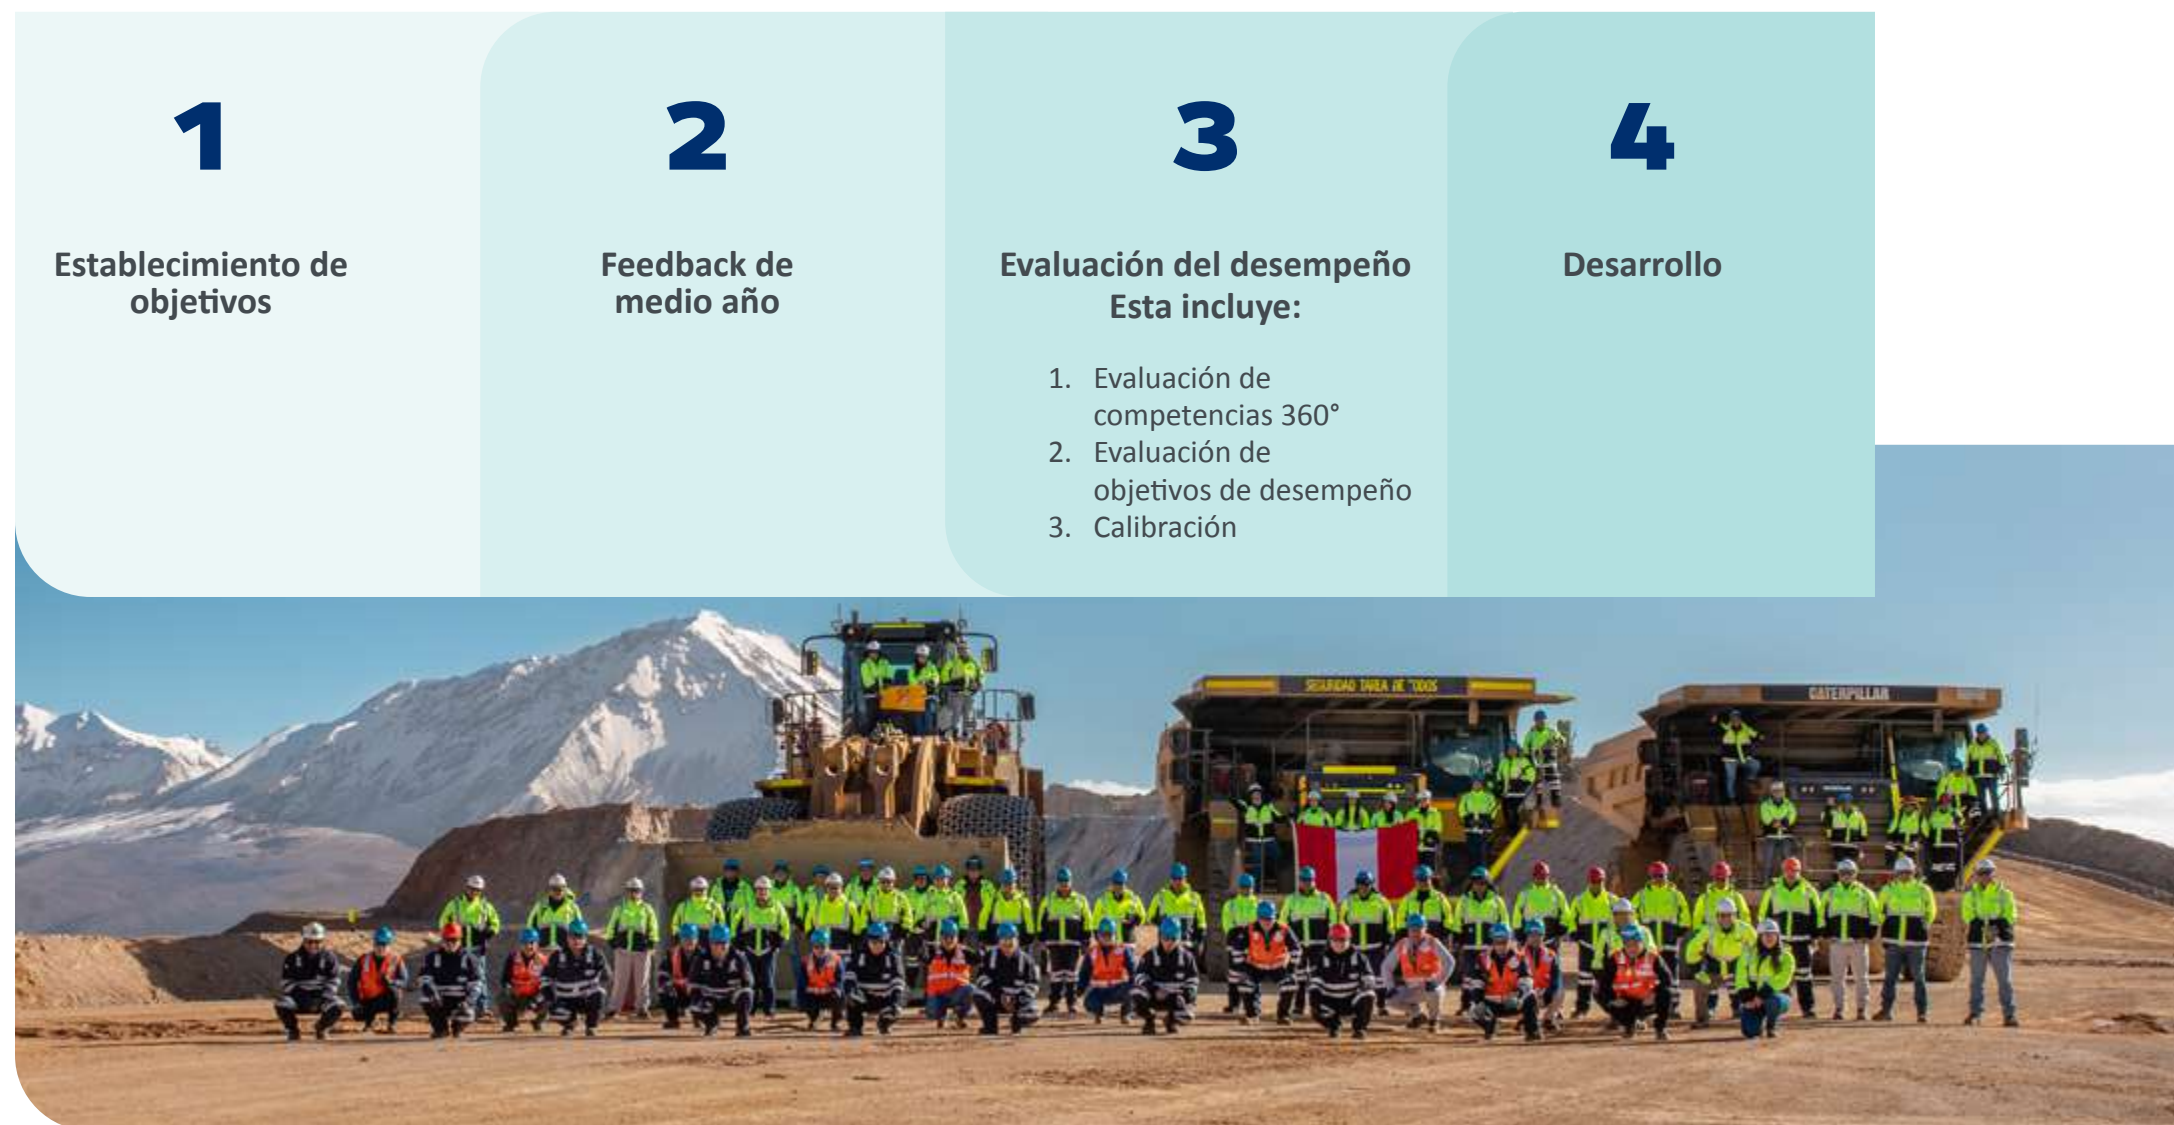 1
Establecimiento de
objetivos
2
Feedback de
medio año
3
Evaluación del desempeño
Esta incluye:
1. Evaluación de
competencias 360°
2. Evaluación de
objetivos de desempeño
3. Calibración
4
Desarrollo
SEGURIDAD TAREA DE TODOS
CATERPILLAR